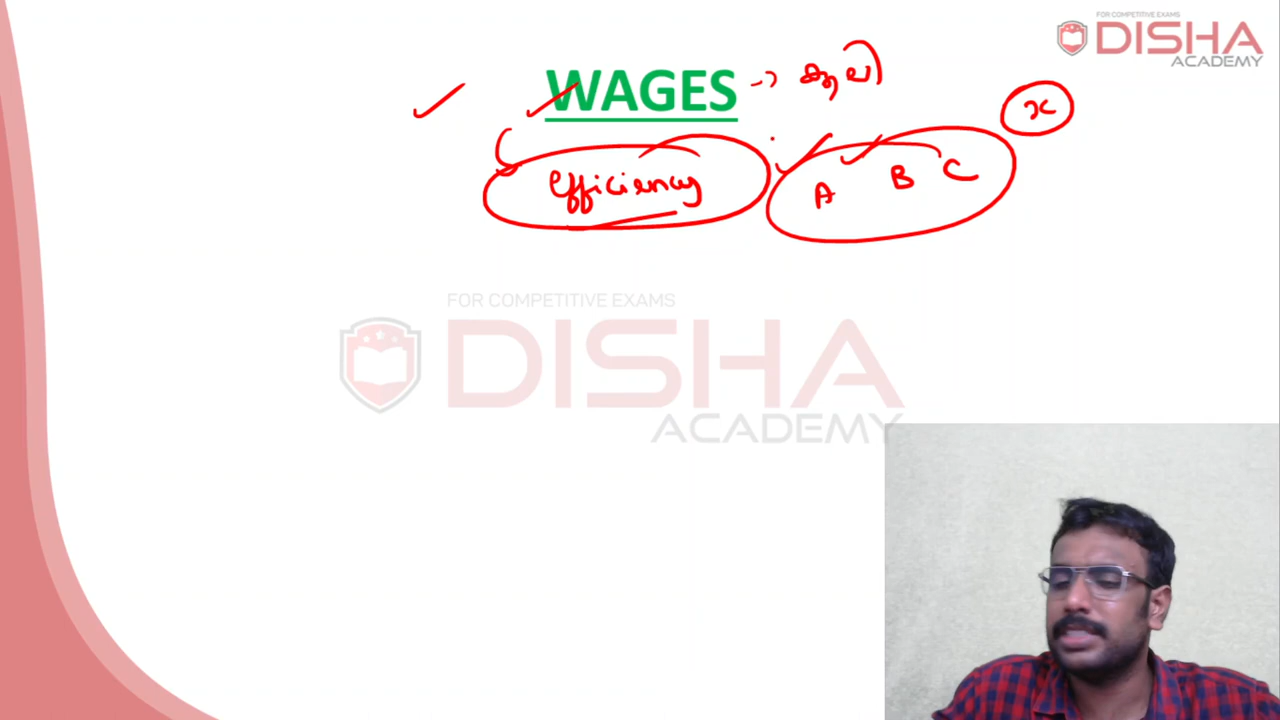 FOR COMPETITIVE EXAMS
DISHA
ACADEMY
WAGES → കൂലി
x
efficiency
A B C
FOR COMPETITIVE EXAMS
DISHA
ACADEMY